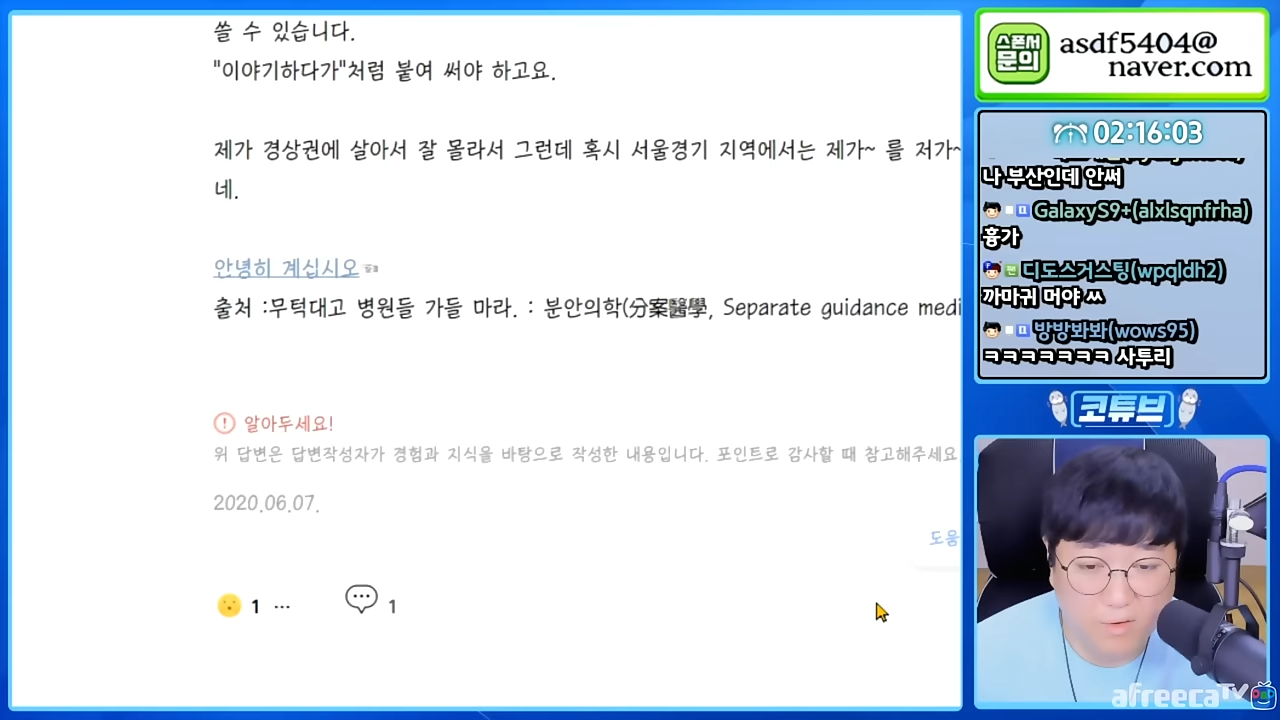 쓸 수 있습니다.
"이야기하다가"처럼 붙여 써야 하고요.
제가 경상권에 살아서 잘 몰라서 그런데 혹시 서울경기 지역에서는 제가~ 를 저가~
네.
안녕히 계십시오
출처 :무턱대고 병원들 가들 마라. : 분안의학(分案醫學, Separate guidance medi
알아두세요!
위 답변은 답변작성자가 경험과 지식을 바탕으로 작성한 내용입니다. 포인트로 감사할 때 참고해주세요
2020.06.07.
도움
1 ...
1
스폰서
문의
asdf5404@
naver.com
02:16:03
나 부산인데 안써
GalaxyS9+(alxlsqnfrha)
흉가
팬 디도스거스팅(wpqldh2)
까마귀 머야 ㅆ
방방봐봐(wows95)
ㅋㅋㅋㅋㅋㅋㅋ 사투리
코튜브
afreecaTV